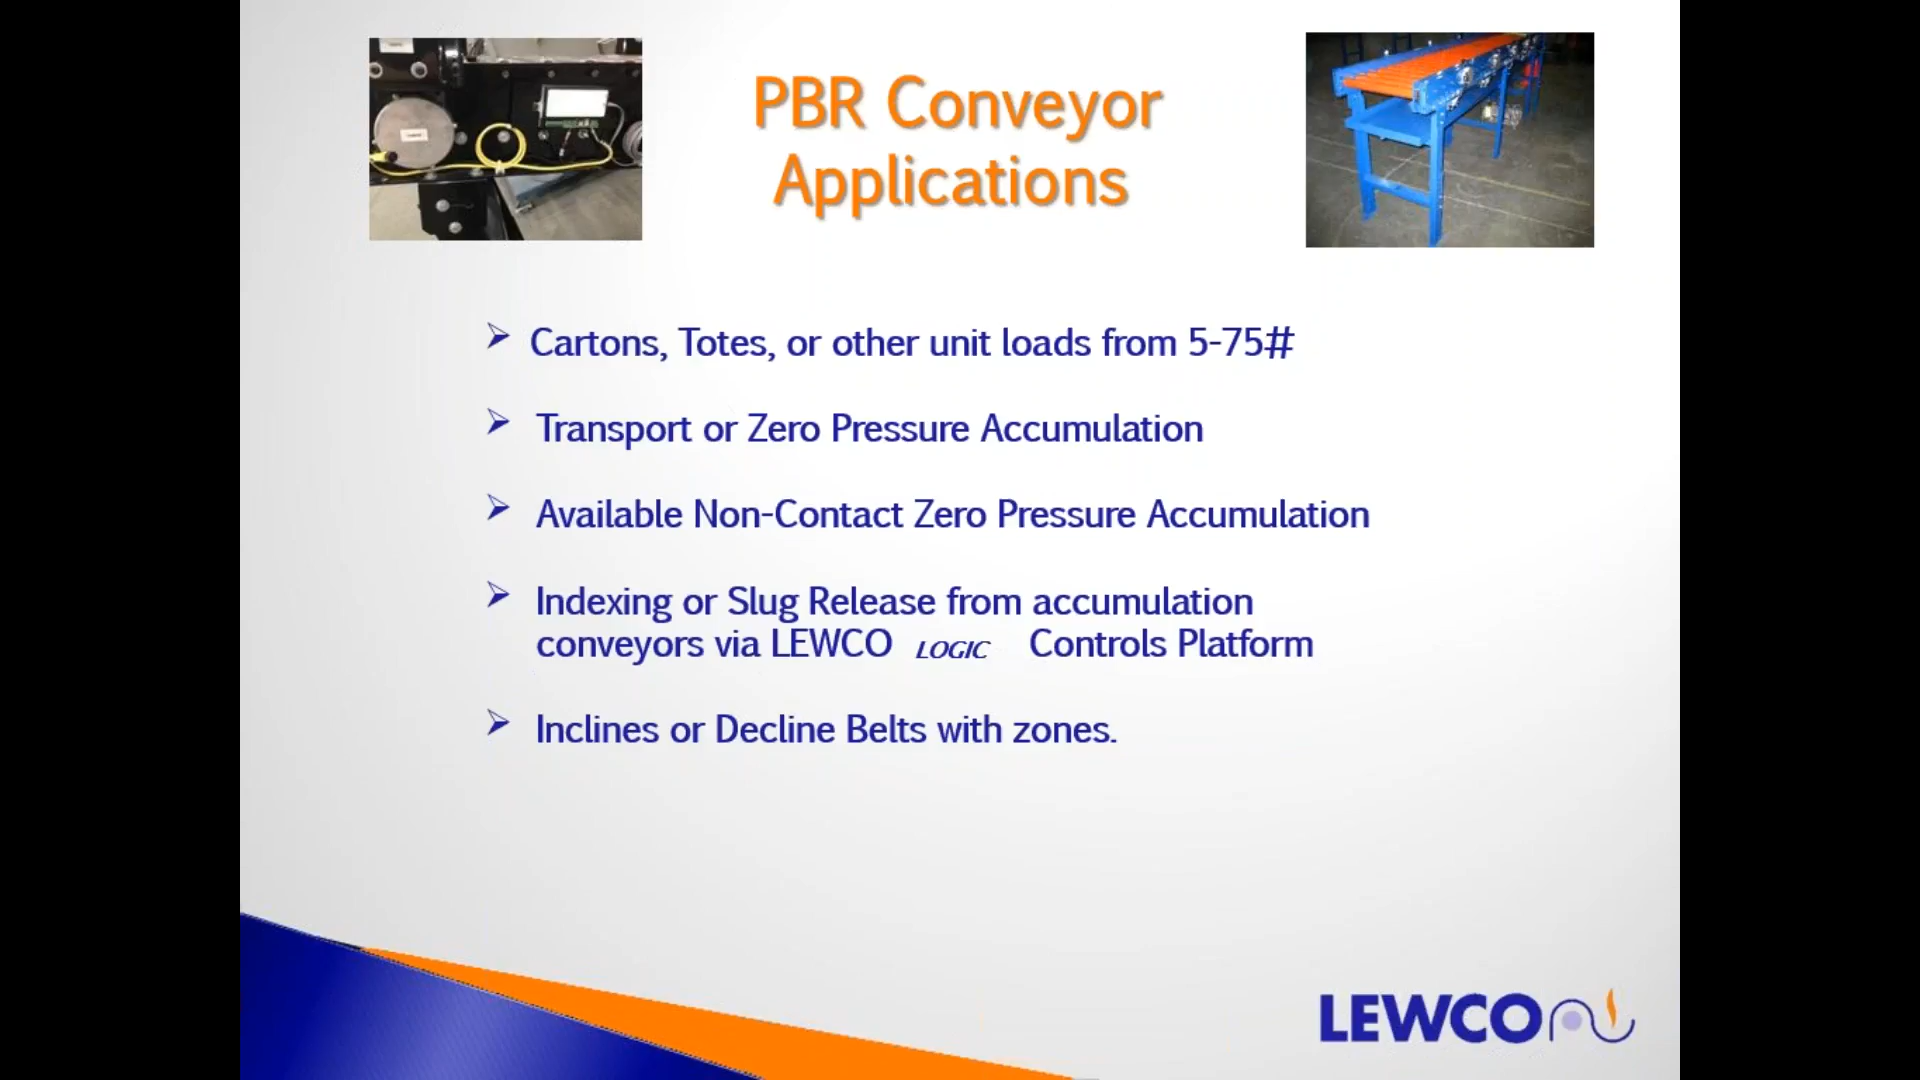 PBR Conveyor
Applications
Cartons, Totes, or other unit loads from 5-75#
Transport or Zero Pressure Accumulation
Available Non-Contact Zero Pressure Accumulation
Indexing or Slug Release from accumulation
conveyors via LEWCO LOGIC Controls Platform
Inclines or Decline Belts with zones.
LEWCO